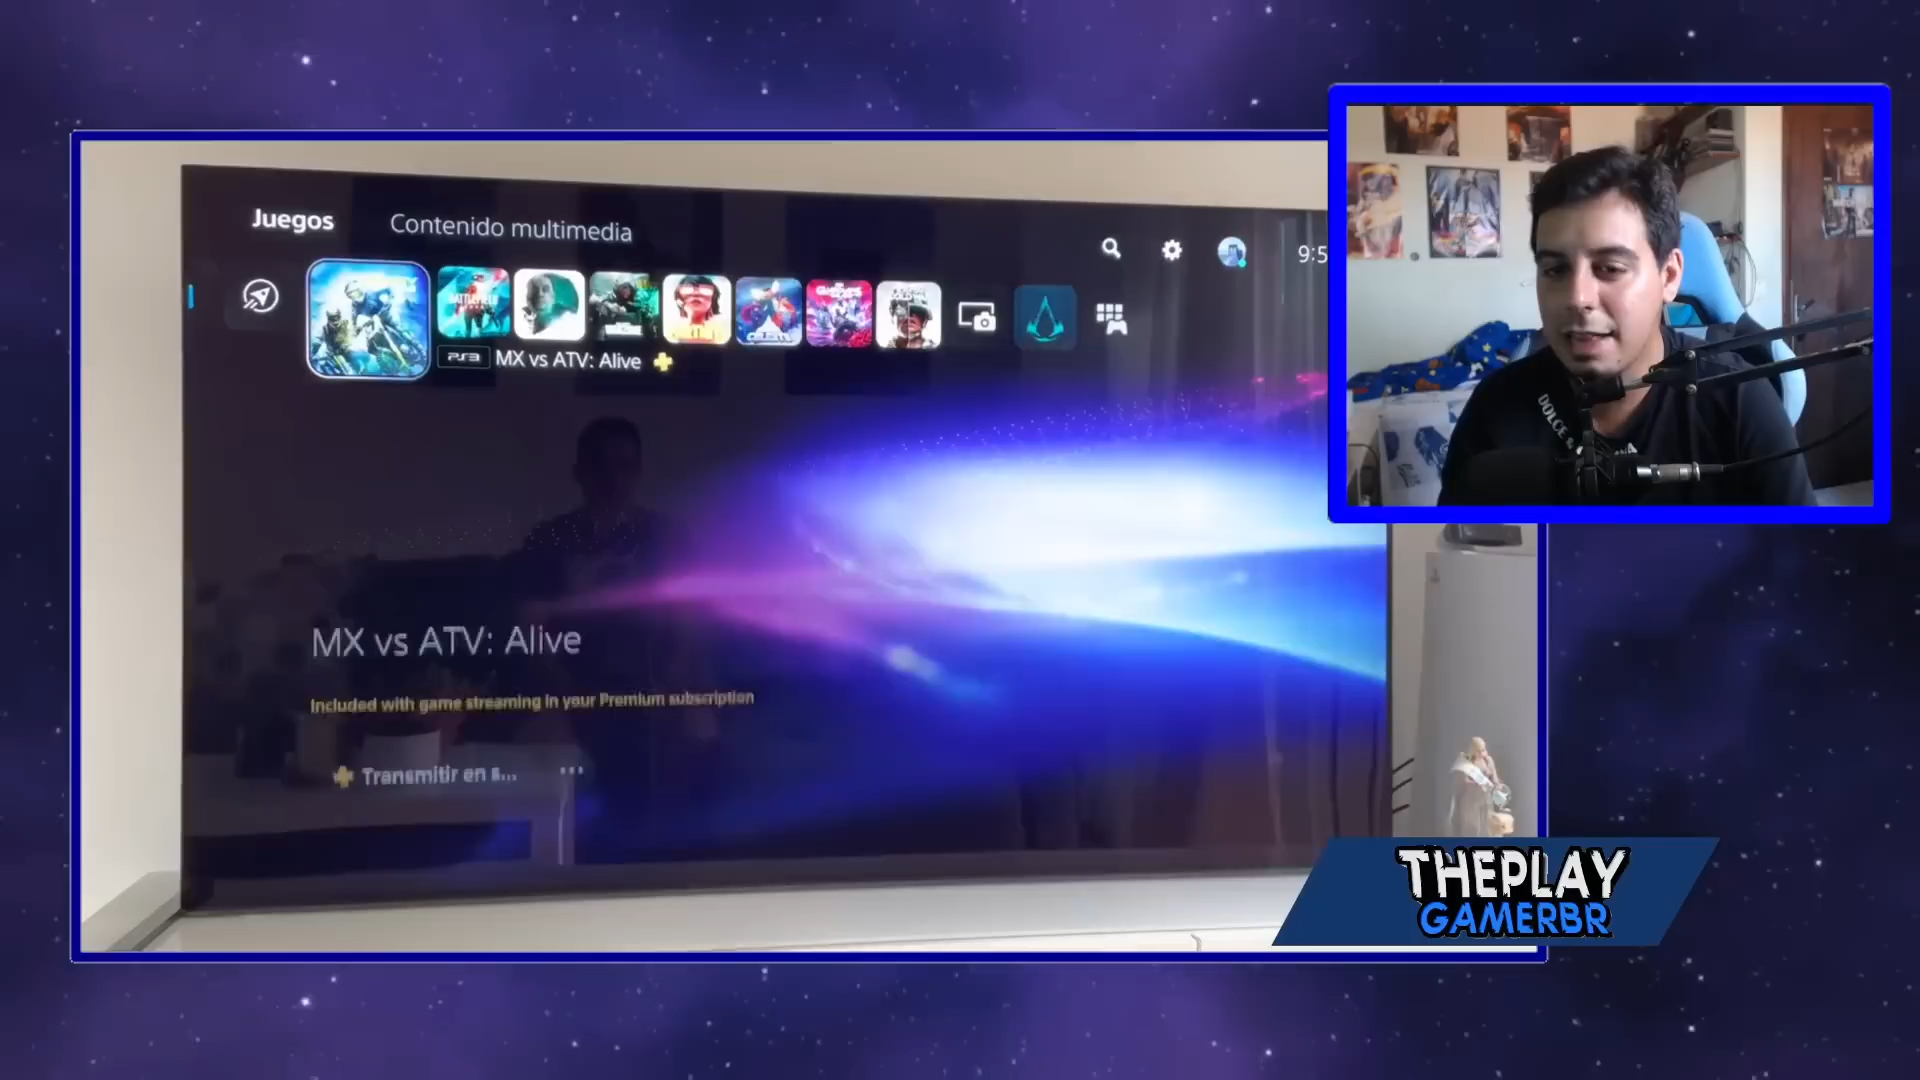 Juegos
Contenido multimedia
9:5
PS3 MX vs ATV: Alive
MX vs ATV: Alive
Included with game streaming in your Premium subscription
Transmitir en s...
DOLCE &
THEPLAY
GAMERBR